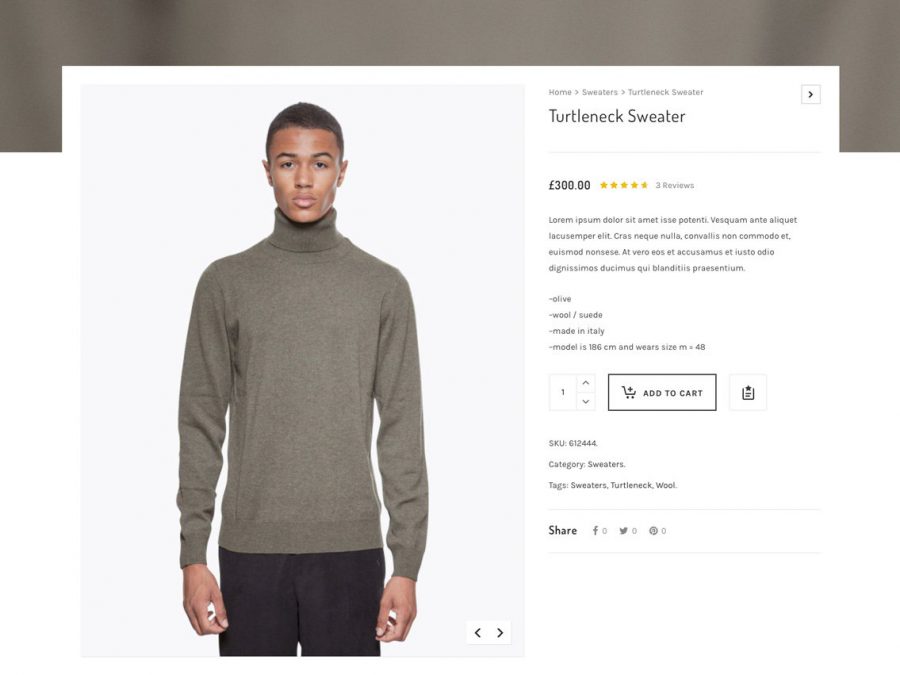 Home > Sweaters > Turtleneck Sweater
Turtleneck Sweater
£300.00 3 Reviews
Lorem ipsum dolor sit amet isse potenti. Vesquam ante aliquet
lacusemper elit. Cras neque nulla, convallis non commodo et,
euismod nonsese. At vero eos et accusamus et iusto odio
dignissimos ducimus qui blanditiis praesentium.
-olive
-wool / suede
-made in italy
-model is 186 cm and wears size m = 48
1 ADD TO CART
SKU: 612444.
Category: Sweaters.
Tags: Sweaters, Turtleneck, Wool.
Share 0 0 0